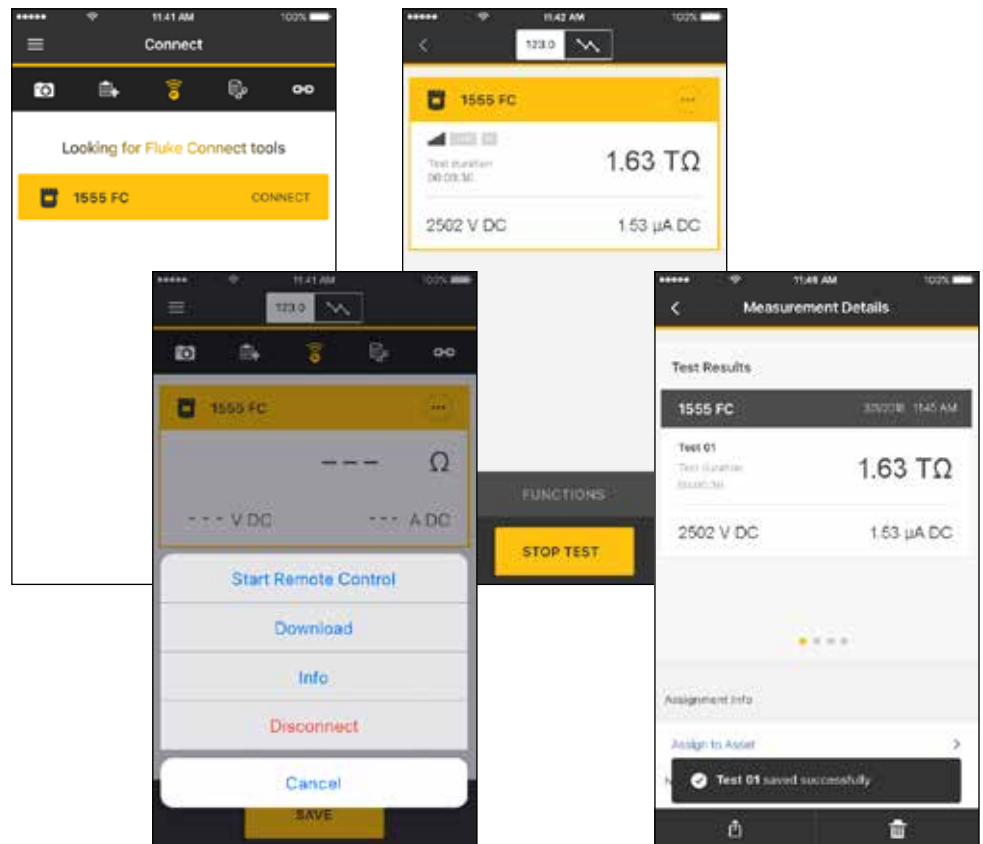 11:41 AM
100%
Connect
Looking for Fluke Connect tools
1555 FC
CONNECT
11:42 AM
100%
123.0
1555 FC
Test duration
1.63 TΩ
2502 V DC
1.53 µA DC
FUNCTIONS
STOP TEST
11:41 AM
100%
123.0
1555 FC
--- Ω
--- V DC
--- A DC
Start Remote Control
Download
Info
Disconnect
Cancel
SAVE
100%
Measurement Details
Test Results
1555 FC
11:45 AM
Test 01
Test duration
1.63 TΩ
2502 V DC
1.53 µA DC
Assignment Info
Assign to Asset
Test 01 saved successfully